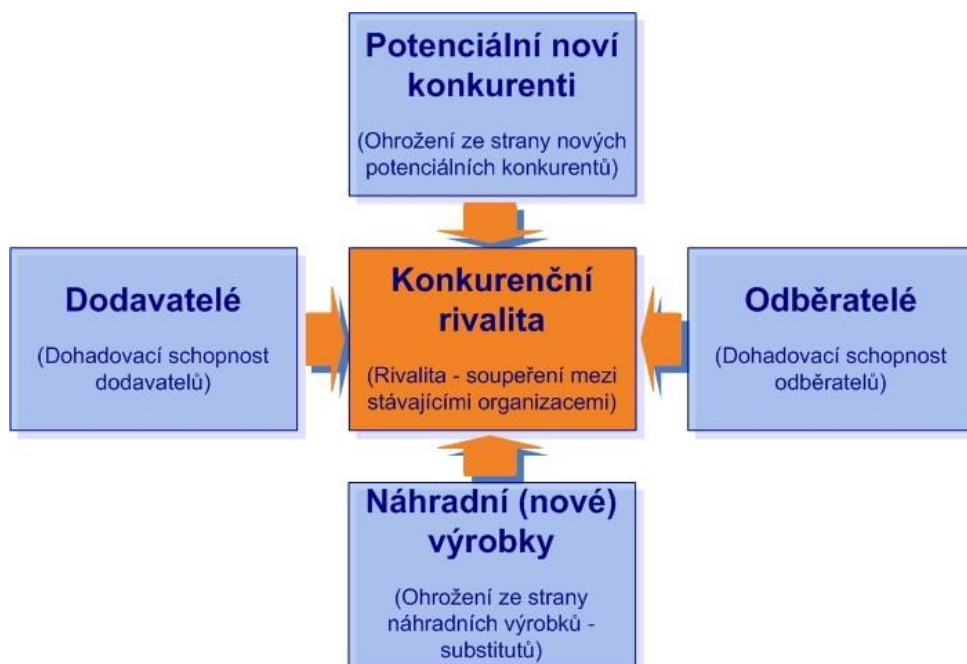 Potenciální noví
konkurenti
(Ohrožení ze strany nových
potenciálních konkurentů)
Dodavatelé
(Dohadovací schopnost
dodavatelů)
Konkurenční
rivalita
(Rivalita - soupeření mezi
stávajícími organizacemi)
Odběratelé
(Dohadovací schopnost
odběratelů)
Náhradní (nové)
výrobky
(Ohrožení ze strany
náhradních výrobků -
substitutů)